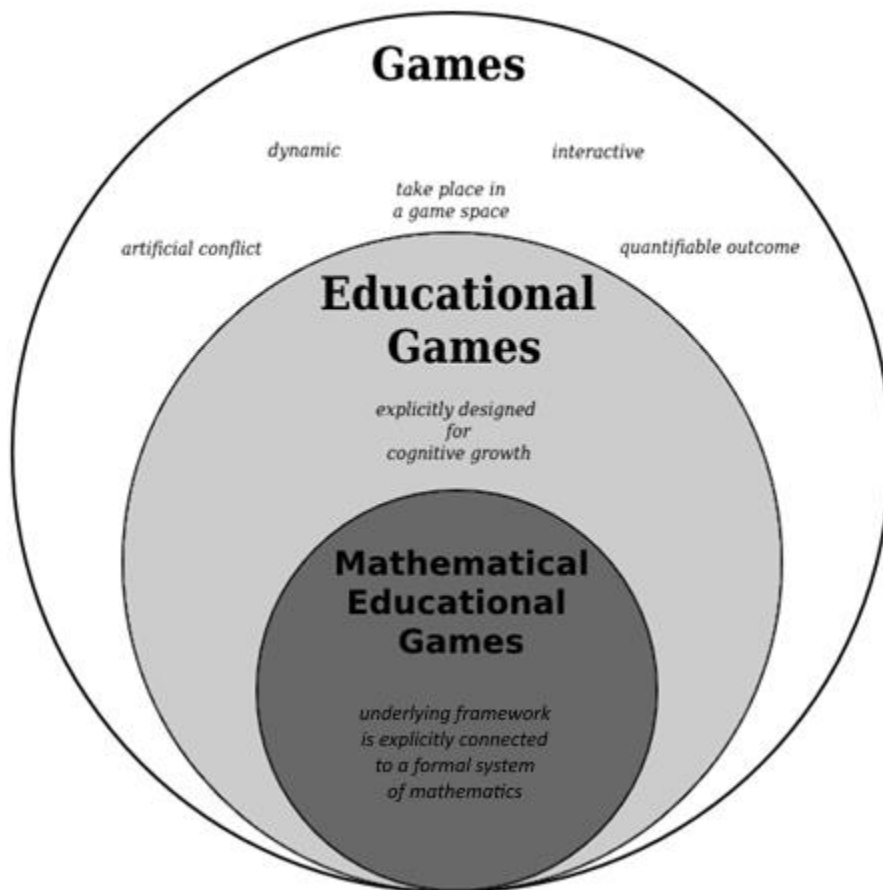 Games
dynamic
interactive
take place in
a game space
artificial conflict
quantifiable outcome
Educational
Games
explicitly designed
for
cognitive growth
Mathematical
Educational
Games
underlying framework
is explicitly connected
to a formal system
of mathematics